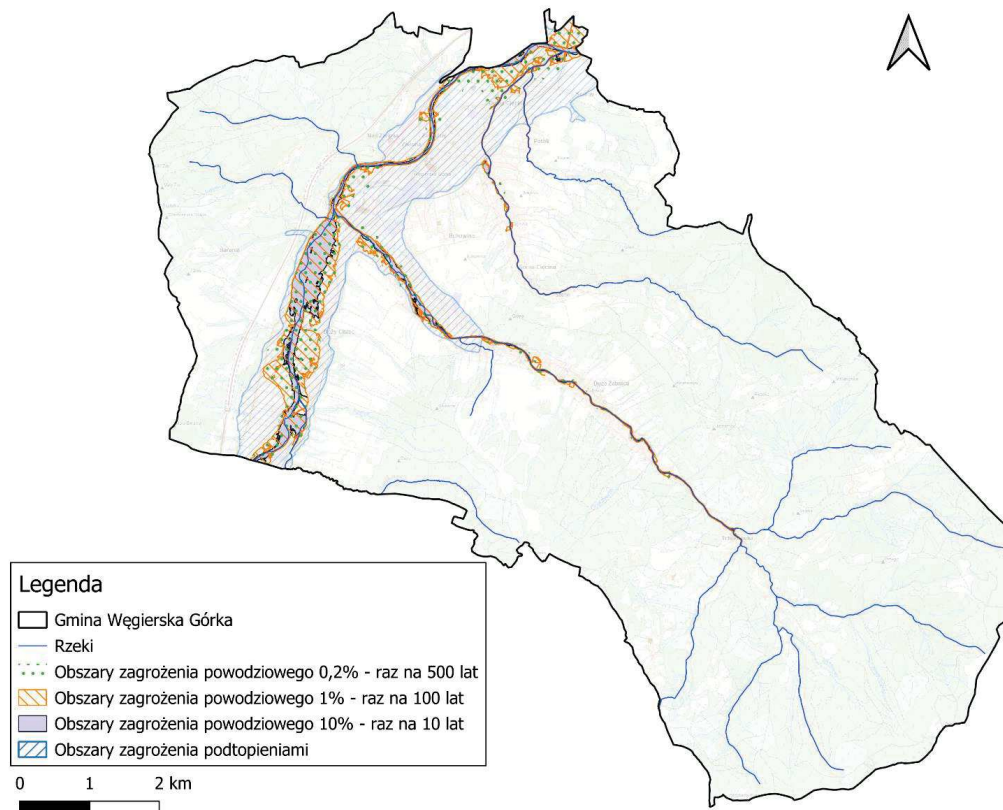 Legenda
Gmina Węgierska Górka
Rzeki
Obszary zagrożenia powodziowego 0,2% - raz na 500 lat
Obszary zagrożenia powodziowego 1% - raz na 100 lat
Obszary zagrożenia powodziowego 10% - raz na 10 lat
Obszary zagrożenia podtopieniami
0 1 2 km